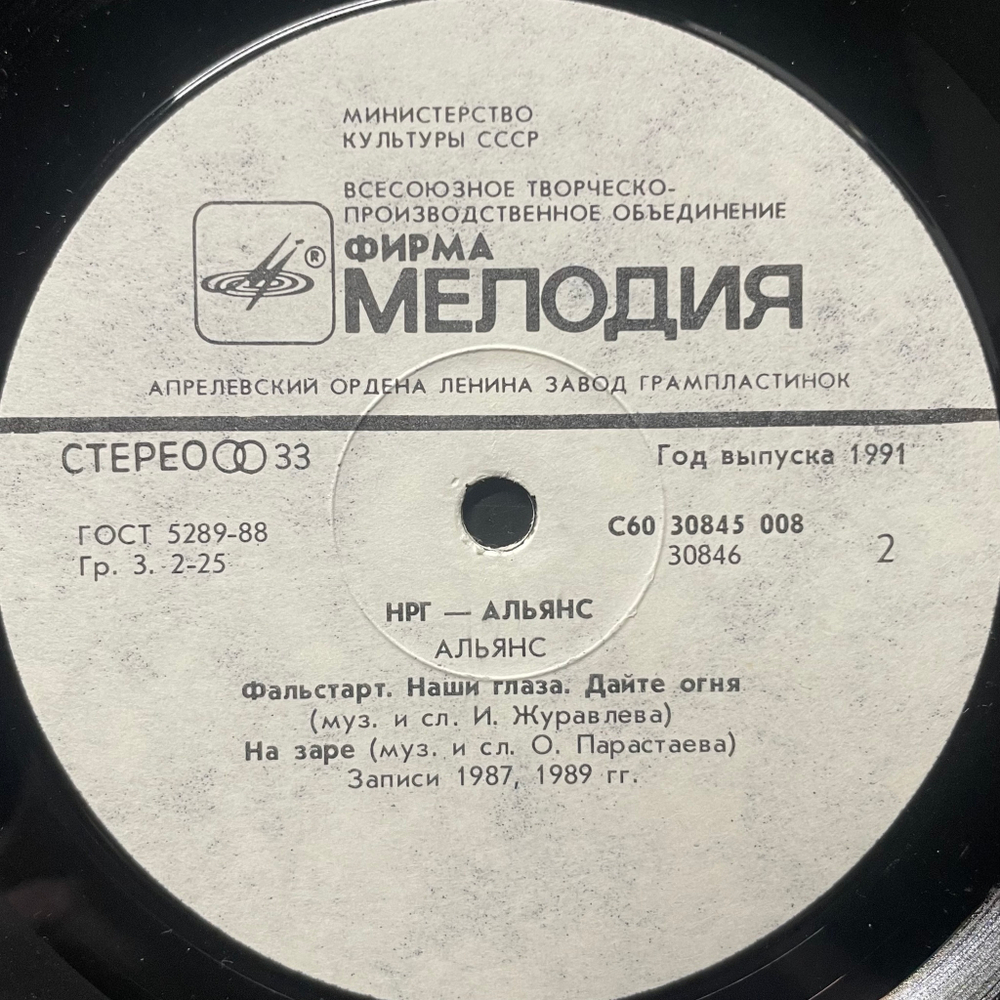 МИНИСТЕРСТВО
КУЛЬТУРЫ СССР
ВСЕСОЮЗНОЕ ТВОРЧЕСКО-
ПРОИЗВОДСТВЕННОЕ ОБЪЕДИНЕНИЕ
ФИРМА
®
МЕЛОДИЯ
АПРЕЛЕВСКИЙ ОРДЕНА ЛЕНИНА ЗАВОД ГРАМПЛАСТИНОК
СТЕРЕО 33
Год выпуска 1991
ГОСТ 5289-88
Гр. 3. 2-25
С60 30845 008
30846
2
НРГ — АЛЬЯНС
АЛЬЯНС
Фальстарт. Наши глаза. Дайте огня
(муз. и сл. И. Журавлева)
На заре (муз. и сл. О. Парастаева)
Записи 1987, 1989 гг.